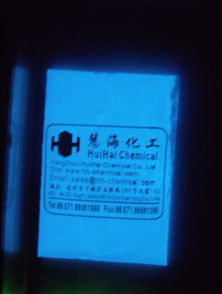 慧海化工
HuiHai Chemical
HangZhou HuiHai Chemical Co.,Ltd
Site: www.hh-chemical.com
Email: sales@hh-chemical.com
Tel:86 571 86061990 Fax:86 571 86061996